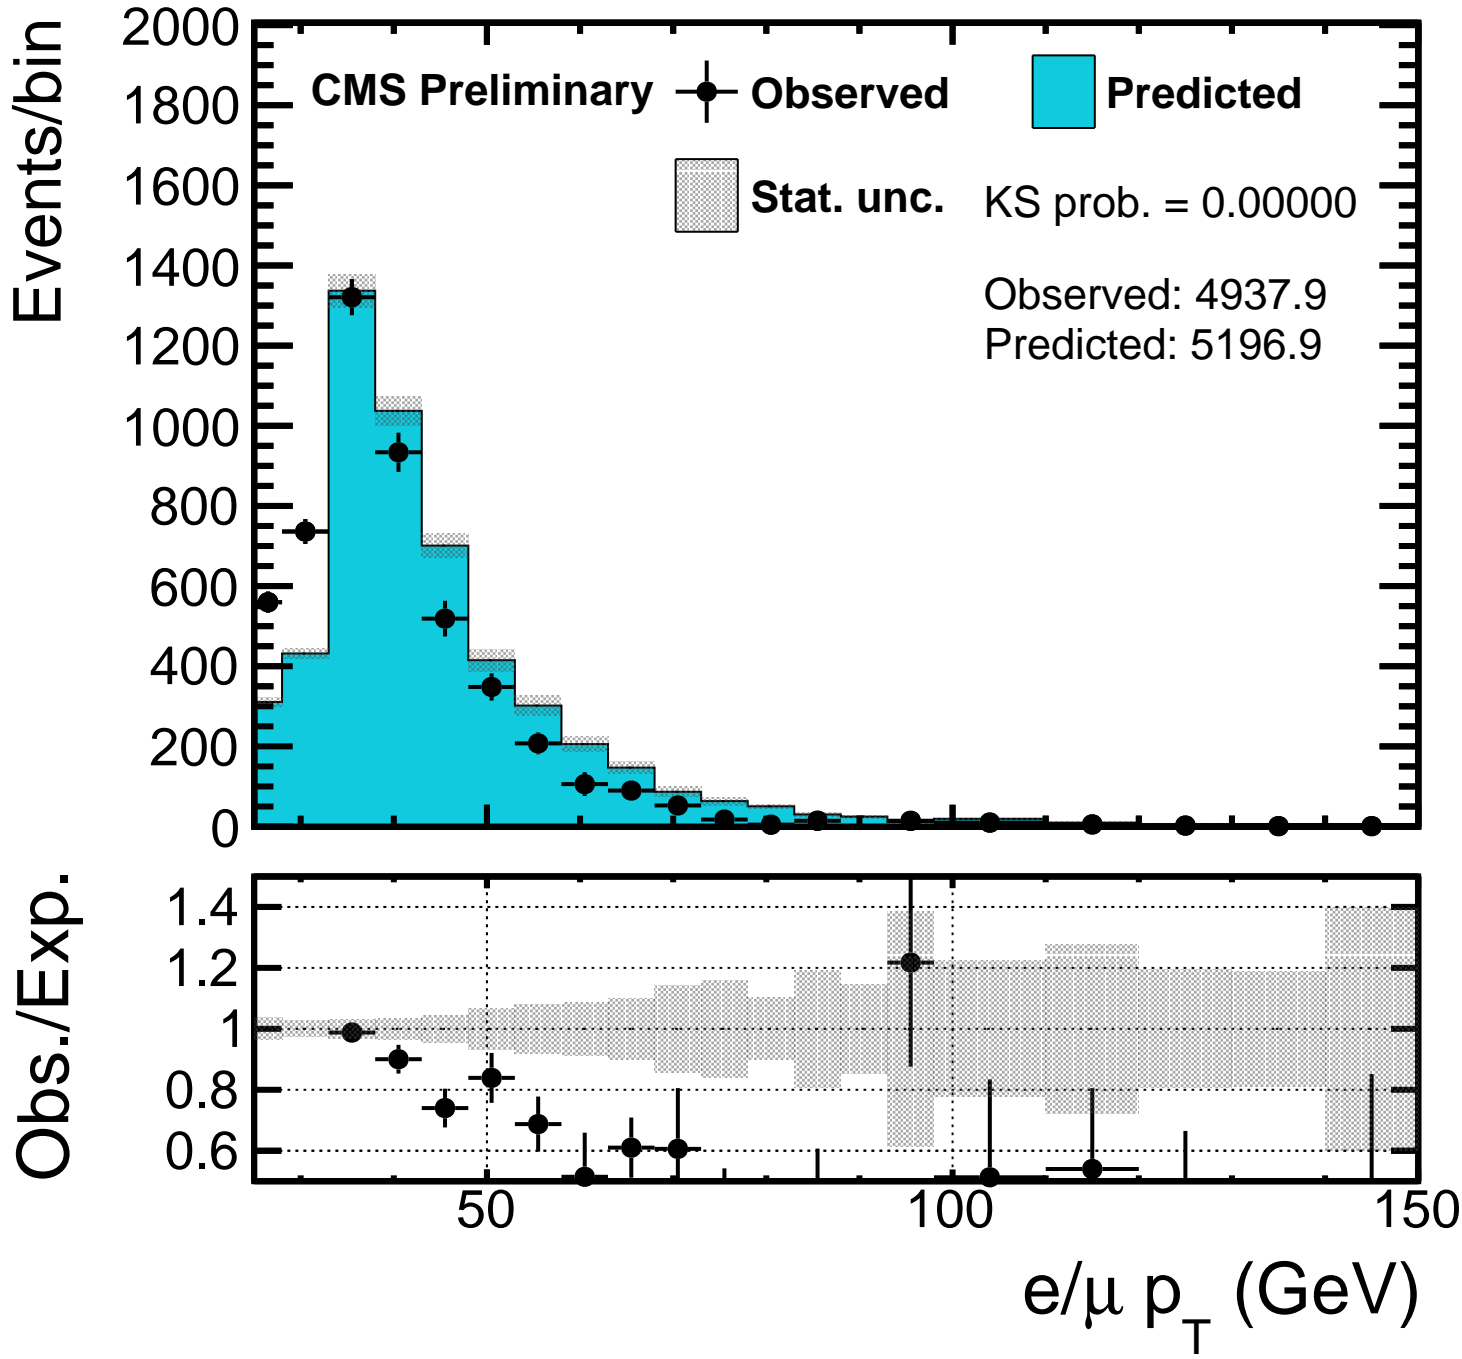 Events/bin
2000
1800
1600
1400
1200
1000
800
600
400
200
0
CMS Preliminary
Observed
Predicted
Stat. unc.
KS prob. = 0.00000
Observed: 4937.9
Predicted: 5196.9
Obs./Exp.
1.4
1.2
1
0.8
0.6
50
100
150
e/μ p_T (GeV)